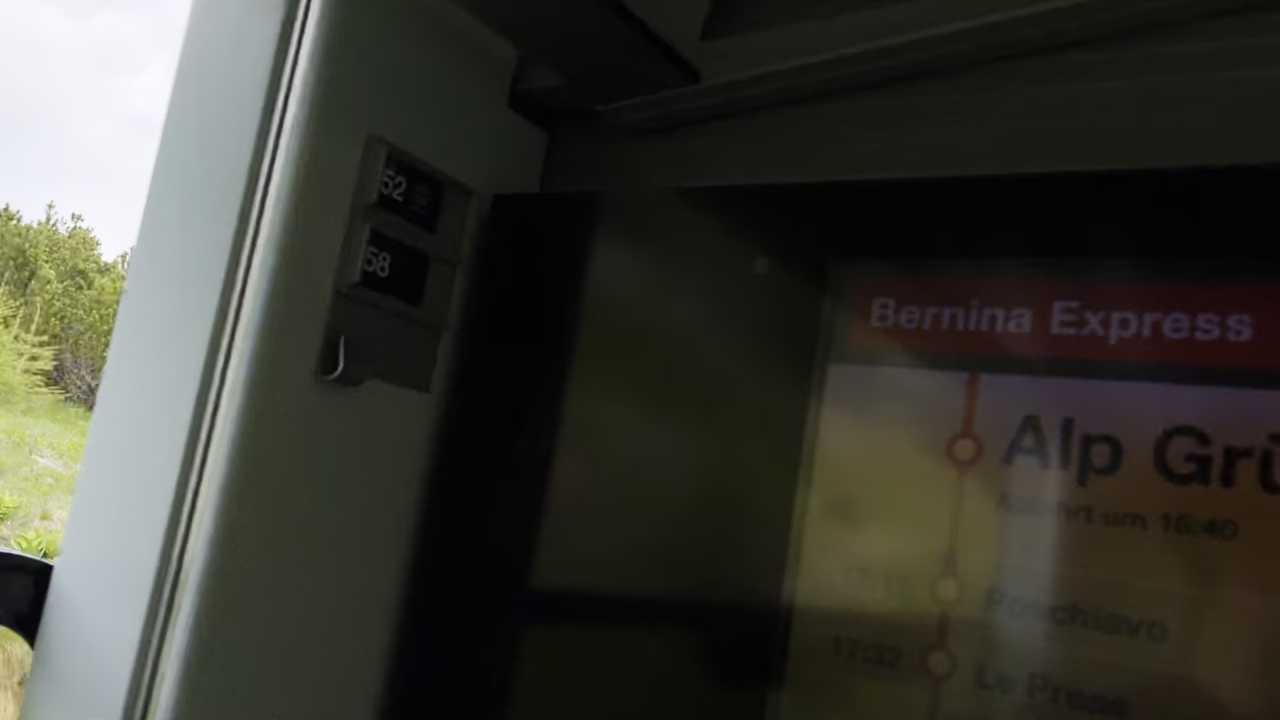 52
58
Bernina Express
Alp Grü
Abfahrt um 16:40
Poschiavo
17:32 Le Prese